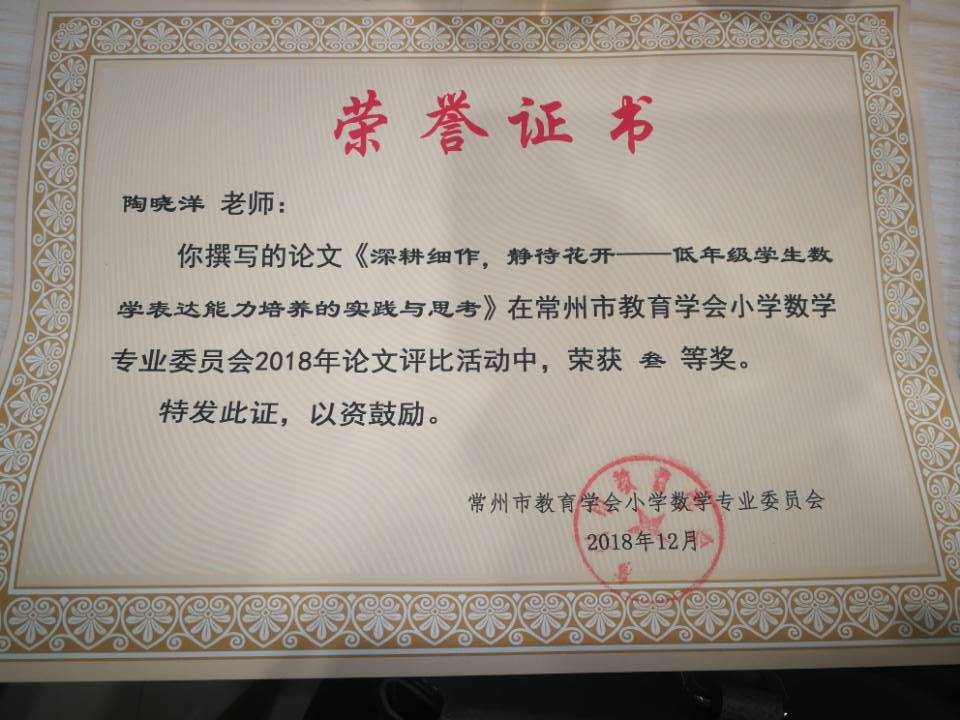 荣誉证书
陶晓洋 老师：
你撰写的论文《深耕细作，静待花开——低年级学生数
学表达能力培养的实践与思考》在常州市教育学会小学数学
专业委员会2018年论文评比活动中，荣获 叁 等奖。
特发此证，以资鼓励。
常州市教育学会小学数学专业委员会
2018年12月